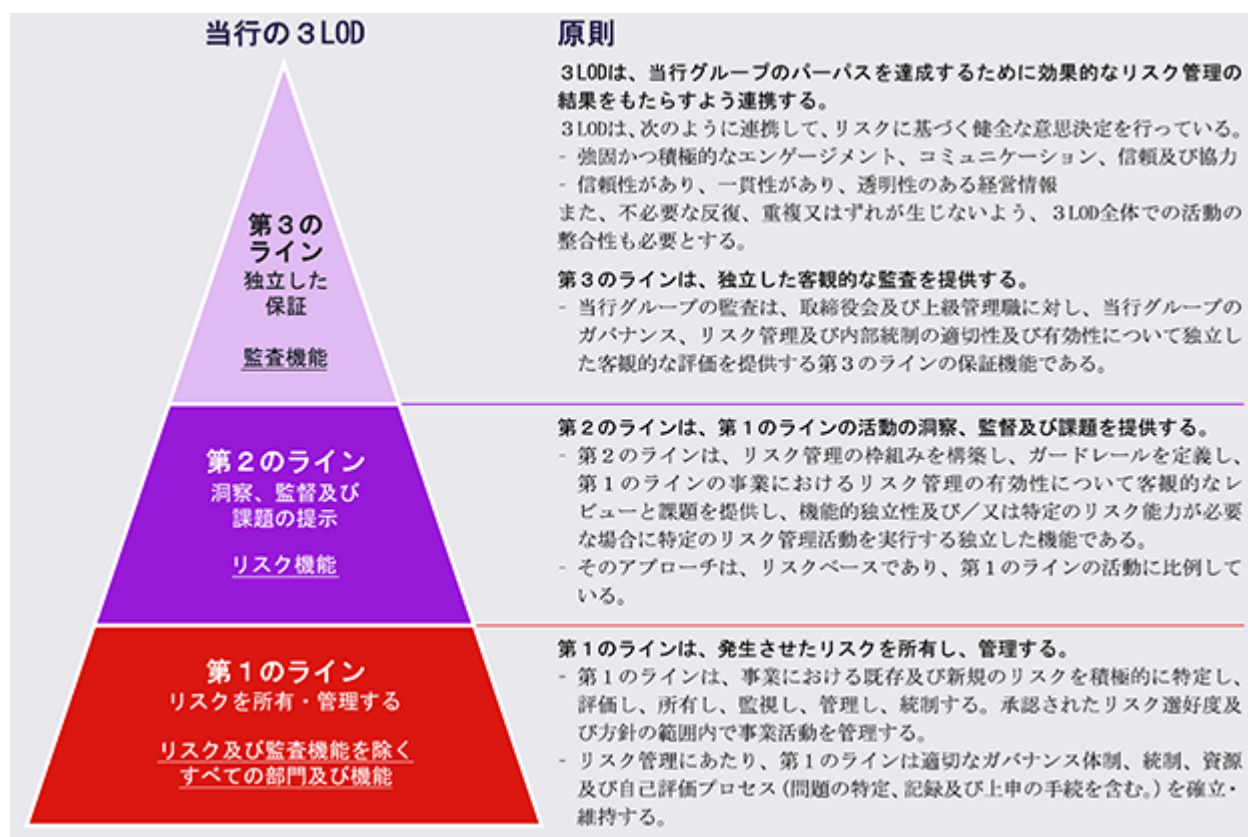 当行の3LOD
第3の
ライン
独立した
保証
監査機能
第2のライン
洞察、監督及び
課題の提示
リスク機能
第1のライン
リスクを所有・管理する
リスク及び監査機能を除く
すべての部門及び機能
原則
3LODは、当行グループのパーパスを達成するために効果的なリスク管理の
結果をもたらすよう連携する。
3LODは、次のように連携して、リスクに基づく健全な意思決定を行っている。
- 強固かつ積極的なエンゲージメント、コミュニケーション、信頼及び協力
- 信頼性があり、一貫性があり、透明性のある経営情報
また、不必要な反復、重複又はずれが生じないよう、3LOD全体での活動の
整合性も必要とする。
第3のラインは、独立した客観的な監査を提供する。
- 当行グループの監査は、取締役会及び上級管理職に対し、当行グループの
ガバナンス、リスク管理及び内部統制の適切性及び有効性について独立し
た客観的な評価を提供する第3のラインの保証機能である。
第2のラインは、第1のラインの活動の洞察、監督及び課題を提供する。
- 第2のラインは、リスク管理の枠組みを構築し、ガードレールを定義し、
第1のラインの事業におけるリスク管理の有効性について客観的なレ
ビューと課題を提供し、機能的独立性及び/又は特定のリスク能力が必要
な場合に特定のリスク管理活動を実行する独立した機能である。
- そのアプローチは、リスクベースであり、第1のラインの活動に比例して
いる。
第1のラインは、発生させたリスクを所有し、管理する。
- 第1のラインは、事業における既存及び新規のリスクを積極的に特定し、
評価し、所有し、監視し、管理し、統制する。承認されたリスク選好度及
び方針の範囲内で事業活動を管理する。
- リスク管理にあたり、第1のラインは適切なガバナンス体制、統制、資源
及び自己評価プロセス(問題の特定、記録及び上申の手続を含む。)を確立・
維持する。